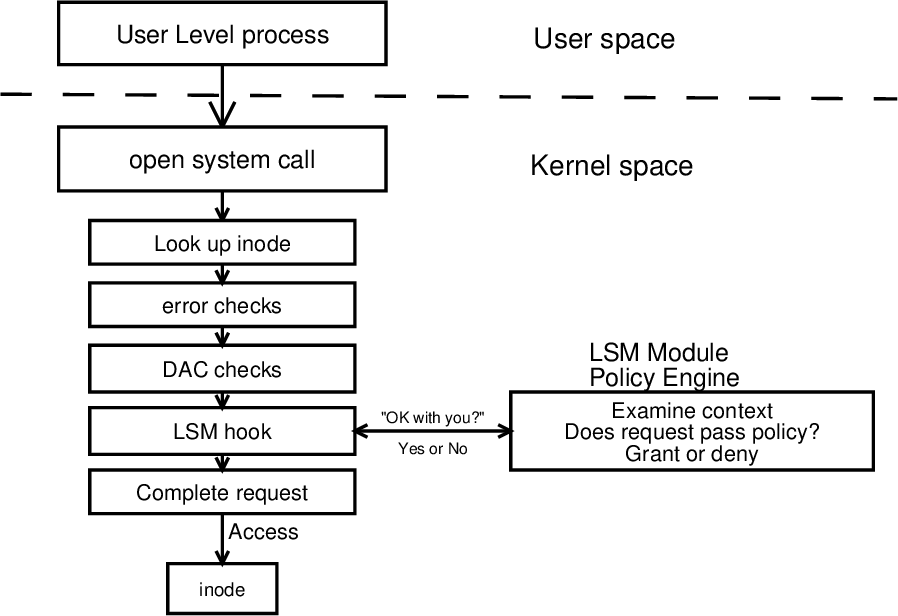 User Level process
User space
open system call
Kernel space
Look up inode
error checks
DAC checks
LSM Module
Policy Engine
LSM hook
"OK with you?"
Yes or No
Examine context
Does request pass policy?
Grant or deny
Complete request
Access
inode